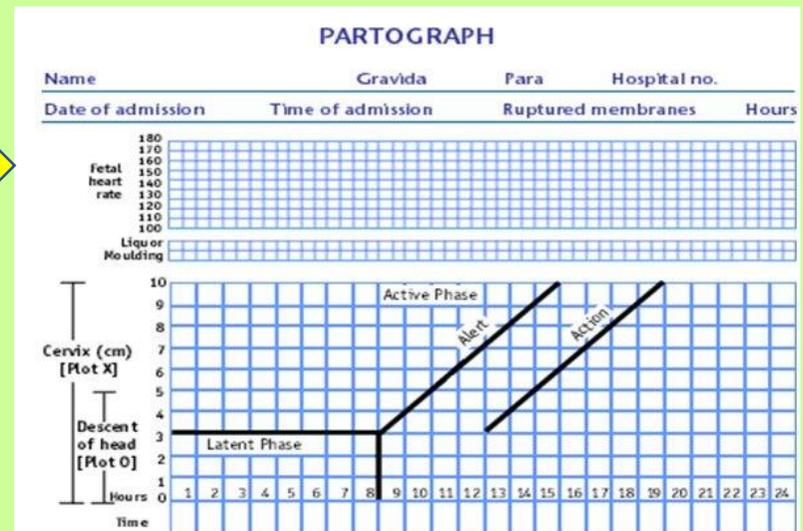 PARTOGRAPH
Name Gravida Para Hospital no.
Date of admission Time of admission Ruptured membranes Hours
Fetal heart rate
180
170
160
150
140
130
120
110
100
Liquor
Moulding
Cervix (cm)
[Plot X]
Descent
of head
[Plot O]
10
9
8
7
6
5
4
3
2
1
0
Active Phase
Alert
Action
Latent Phase
Hours
1 2 3 4 5 6 7 8 9 10 11 12 13 14 15 16 17 18 19 20 21 22 23 24
Time